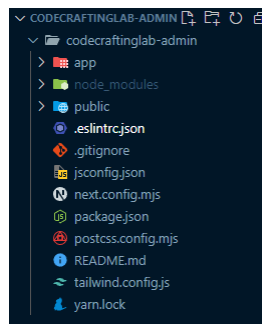 CODECRAFTINGLAB-ADMIN
codecraftinglab-admin
app
node_modules
public
.eslintrc.json
.gitignore
jsconfig.json
next.config.mjs
package.json
postcss.config.mjs
README.md
tailwind.config.js
yarn.lock